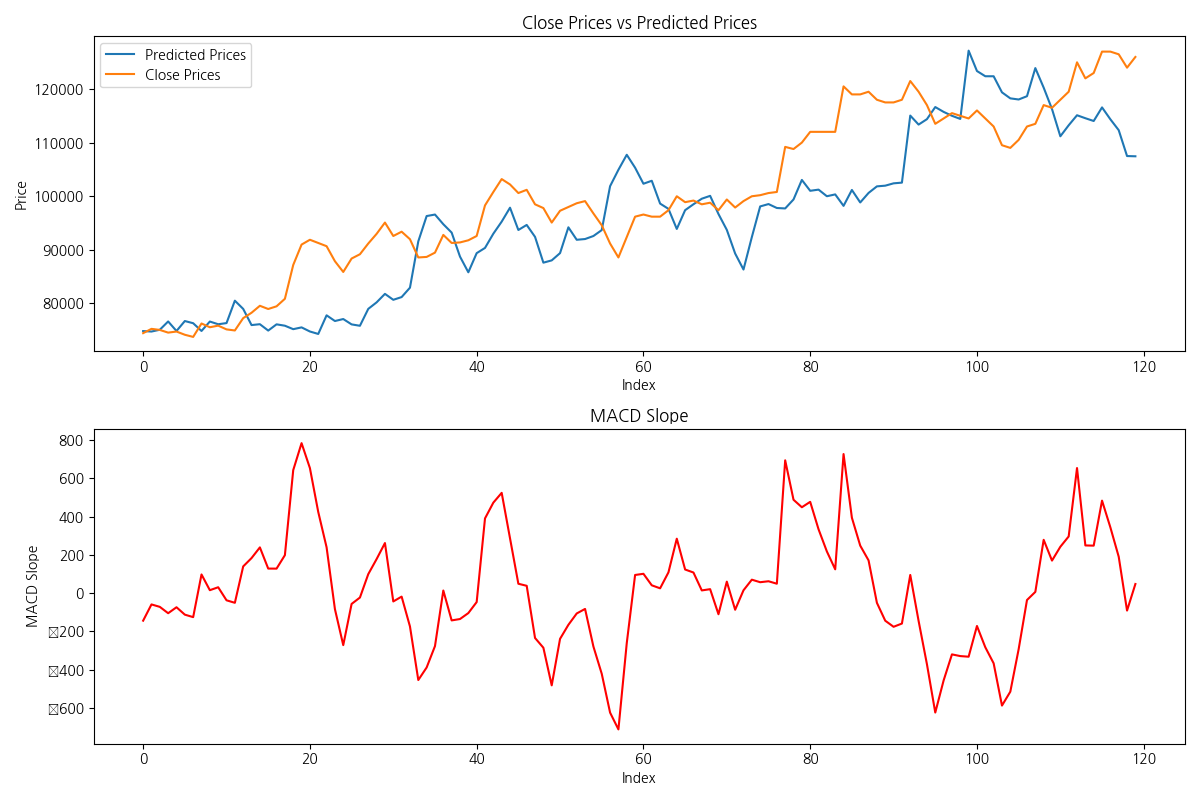 Close Prices vs Predicted Prices
Predicted Prices
Close Prices
120000
110000
100000
90000
80000
Price
0 20 40 60 80 100 120
Index
MACD Slope
800
600
400
200
0
□200
□400
□600
MACD Slope
0 20 40 60 80 100 120
Index